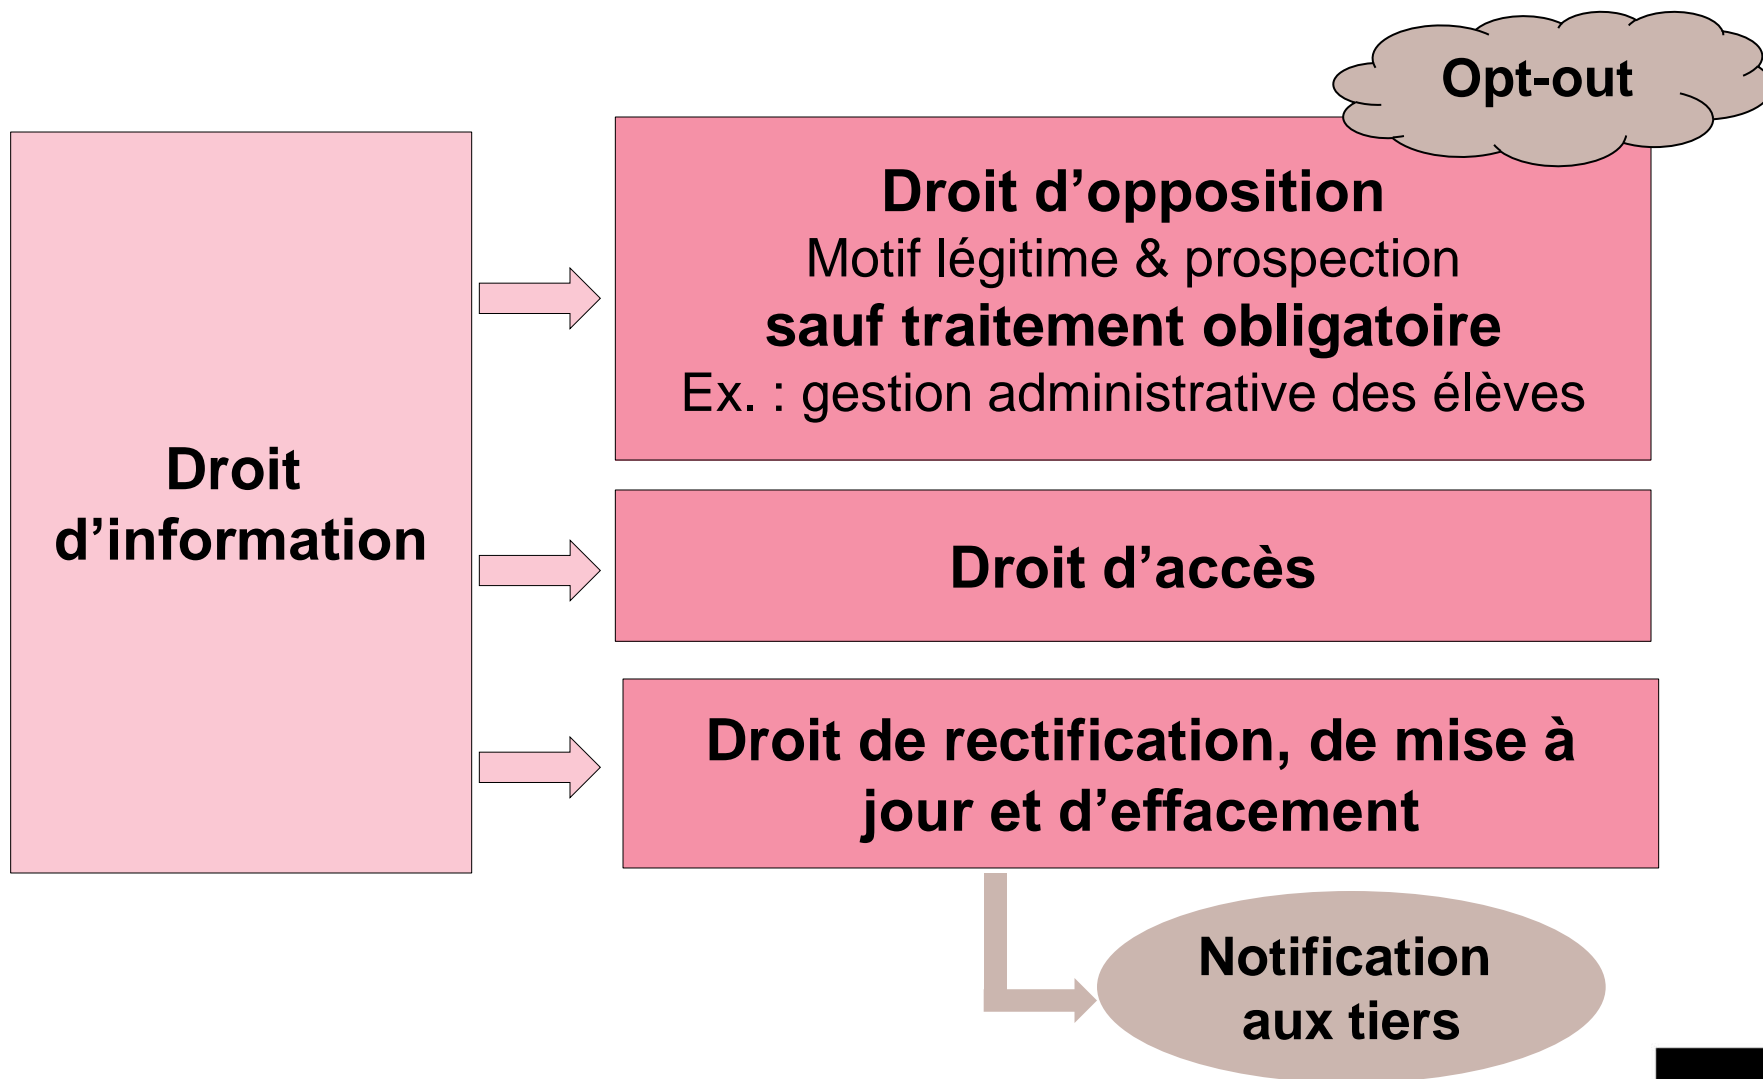 Opt-out
Droit
d’information
Droit d’opposition
Motif légitime & prospection
sauf traitement obligatoire
Ex. : gestion administrative des élèves
Droit d’accès
Droit de rectification, de mise à
jour et d’effacement
Notification
aux tiers